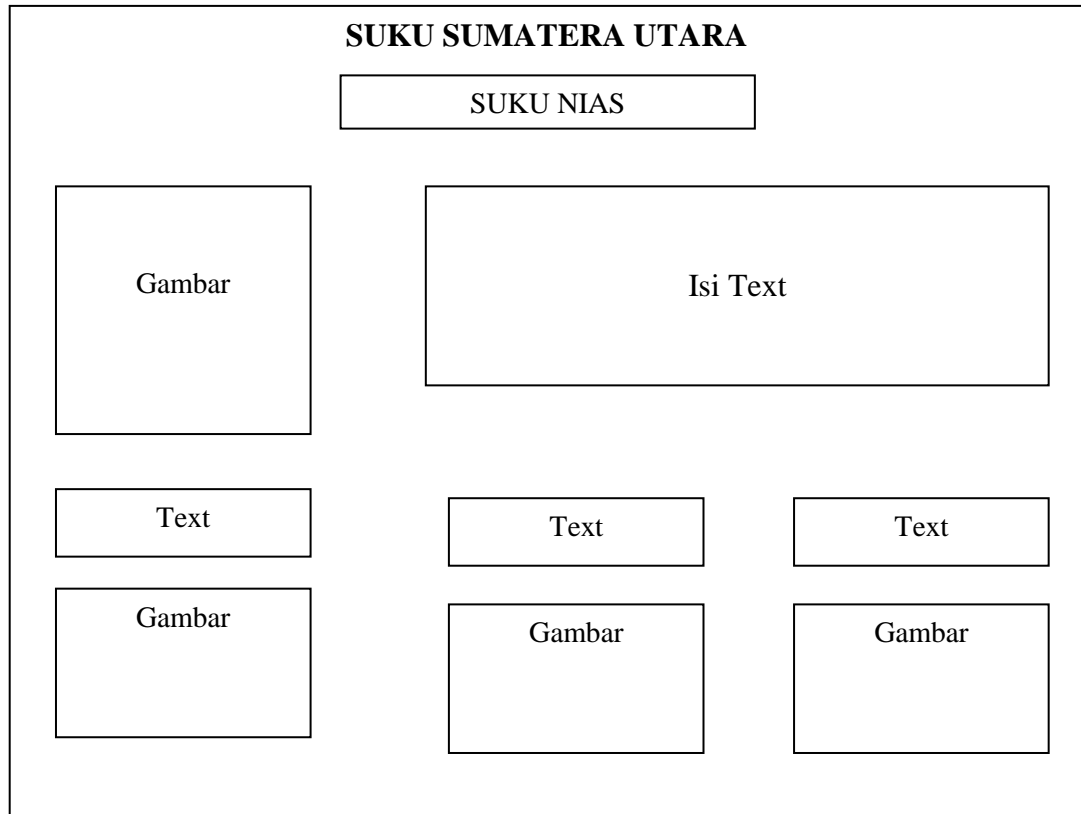 SUKU SUMATERA UTARA
SUKU NIAS
Gambar
Isi Text
Text
Text
Text
Gambar
Gambar
Gambar